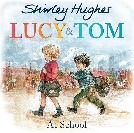 Shirley Hughes
LUCY & TOM
At School